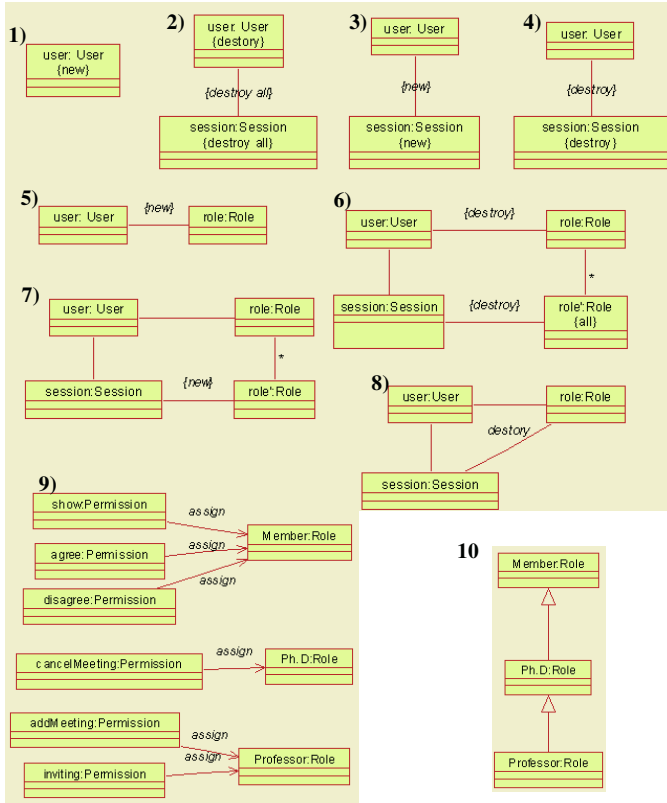 1)
user: User
{new}
2)
user: User
{destory}
{destroy all}
session:Session
{destroy all}
3)
user: User
{new}
session:Session
{new}
4)
user: User
{destroy}
session:Session
{destroy}
5)
user: User
{new}
role:Role
6)
user:User
{destroy}
role:Role
*
session:Session
{destroy}
role':Role
{all}
7)
user: User
role:Role
*
session:Session
{new}
role':Role
8)
user:User
role:Role
destory
session:Session
9)
show:Permission
assign
agree: Permission
assign
Member:Role
disagree:Permission
assign
cancelMeeting:Permission
assign
Ph.D:Role
addMeeting:Permission
assign
inviting:Permission
assign
Professor:Role
10
Member:Role
Ph.D:Role
Professor:Role